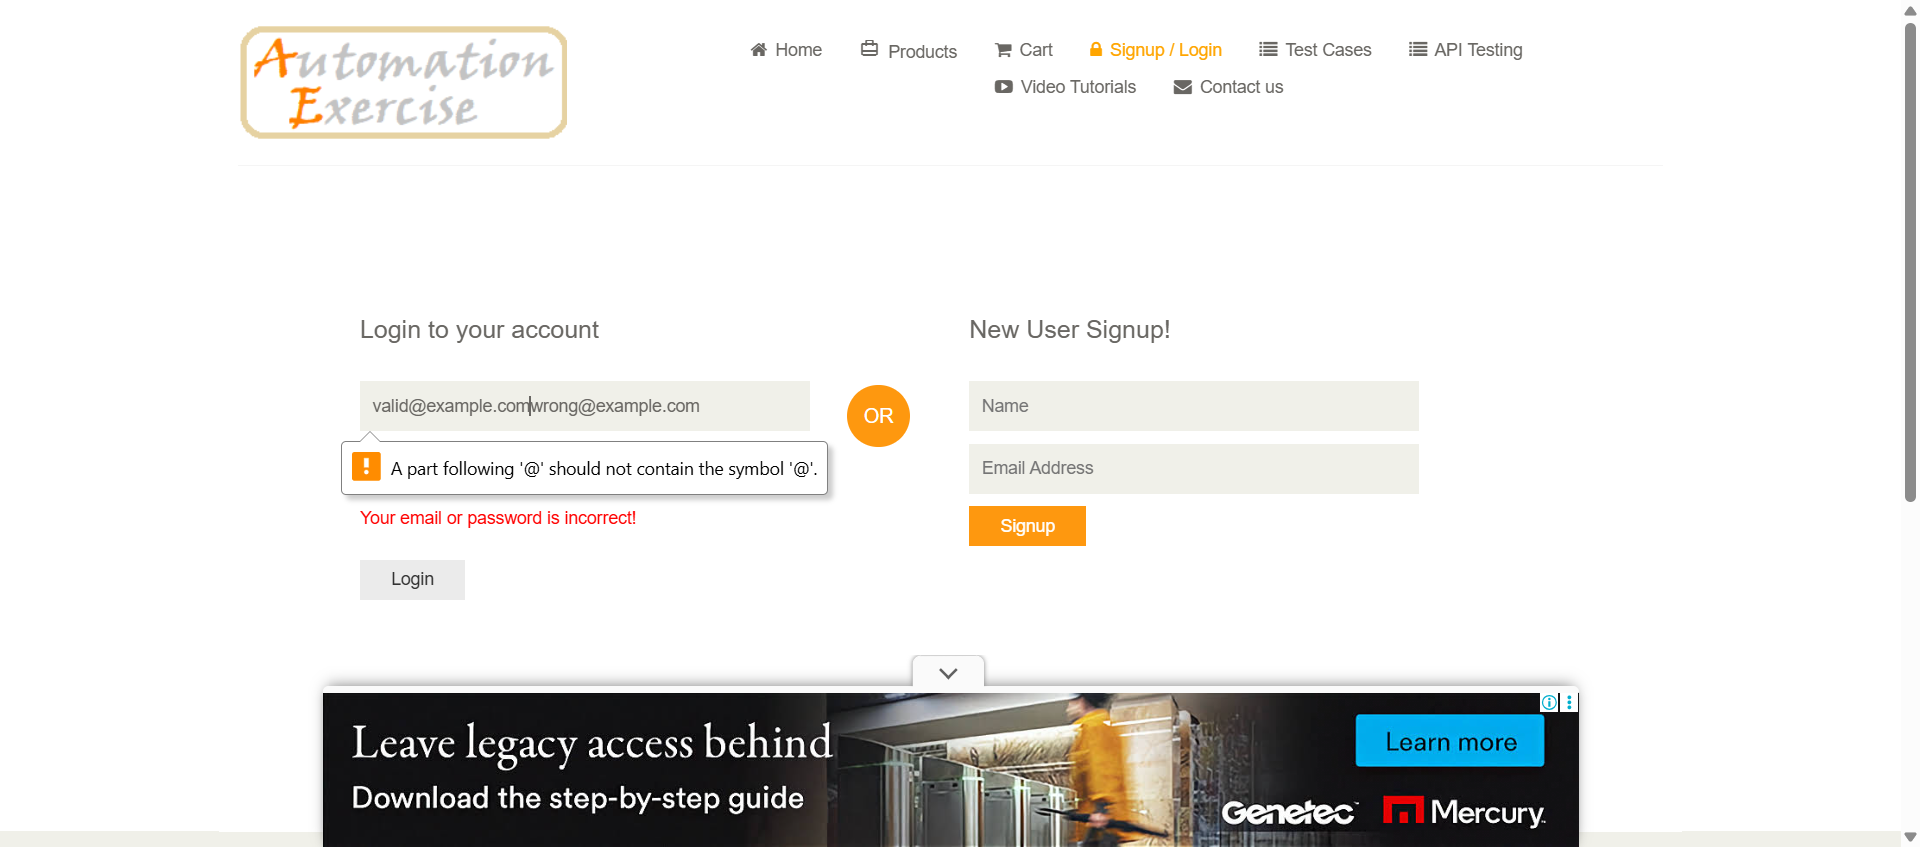 Automation
Exercise
Home
Products
Cart
Signup / Login
Test Cases
API Testing
Video Tutorials
Contact us
Login to your account
New User Signup!
valid@example.comwrong@example.com
OR
Name
A part following '@' should not contain the symbol '@'.
Email Address
Your email or password is incorrect!
Signup
Login
Leave legacy access behind
Download the step-by-step guide
Learn more
Genetec™
Mercury™